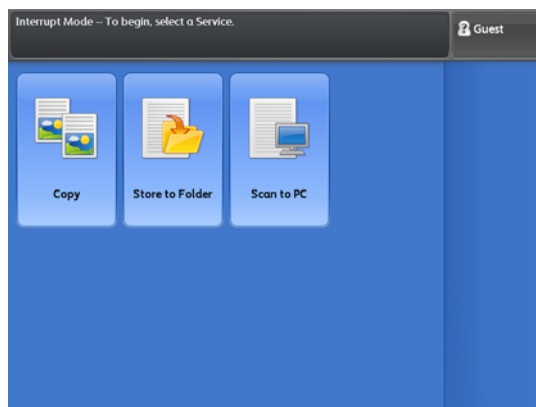 Interrupt Mode – To begin, select a Service.
Guest
Copy
Store to Folder
Scan to PC